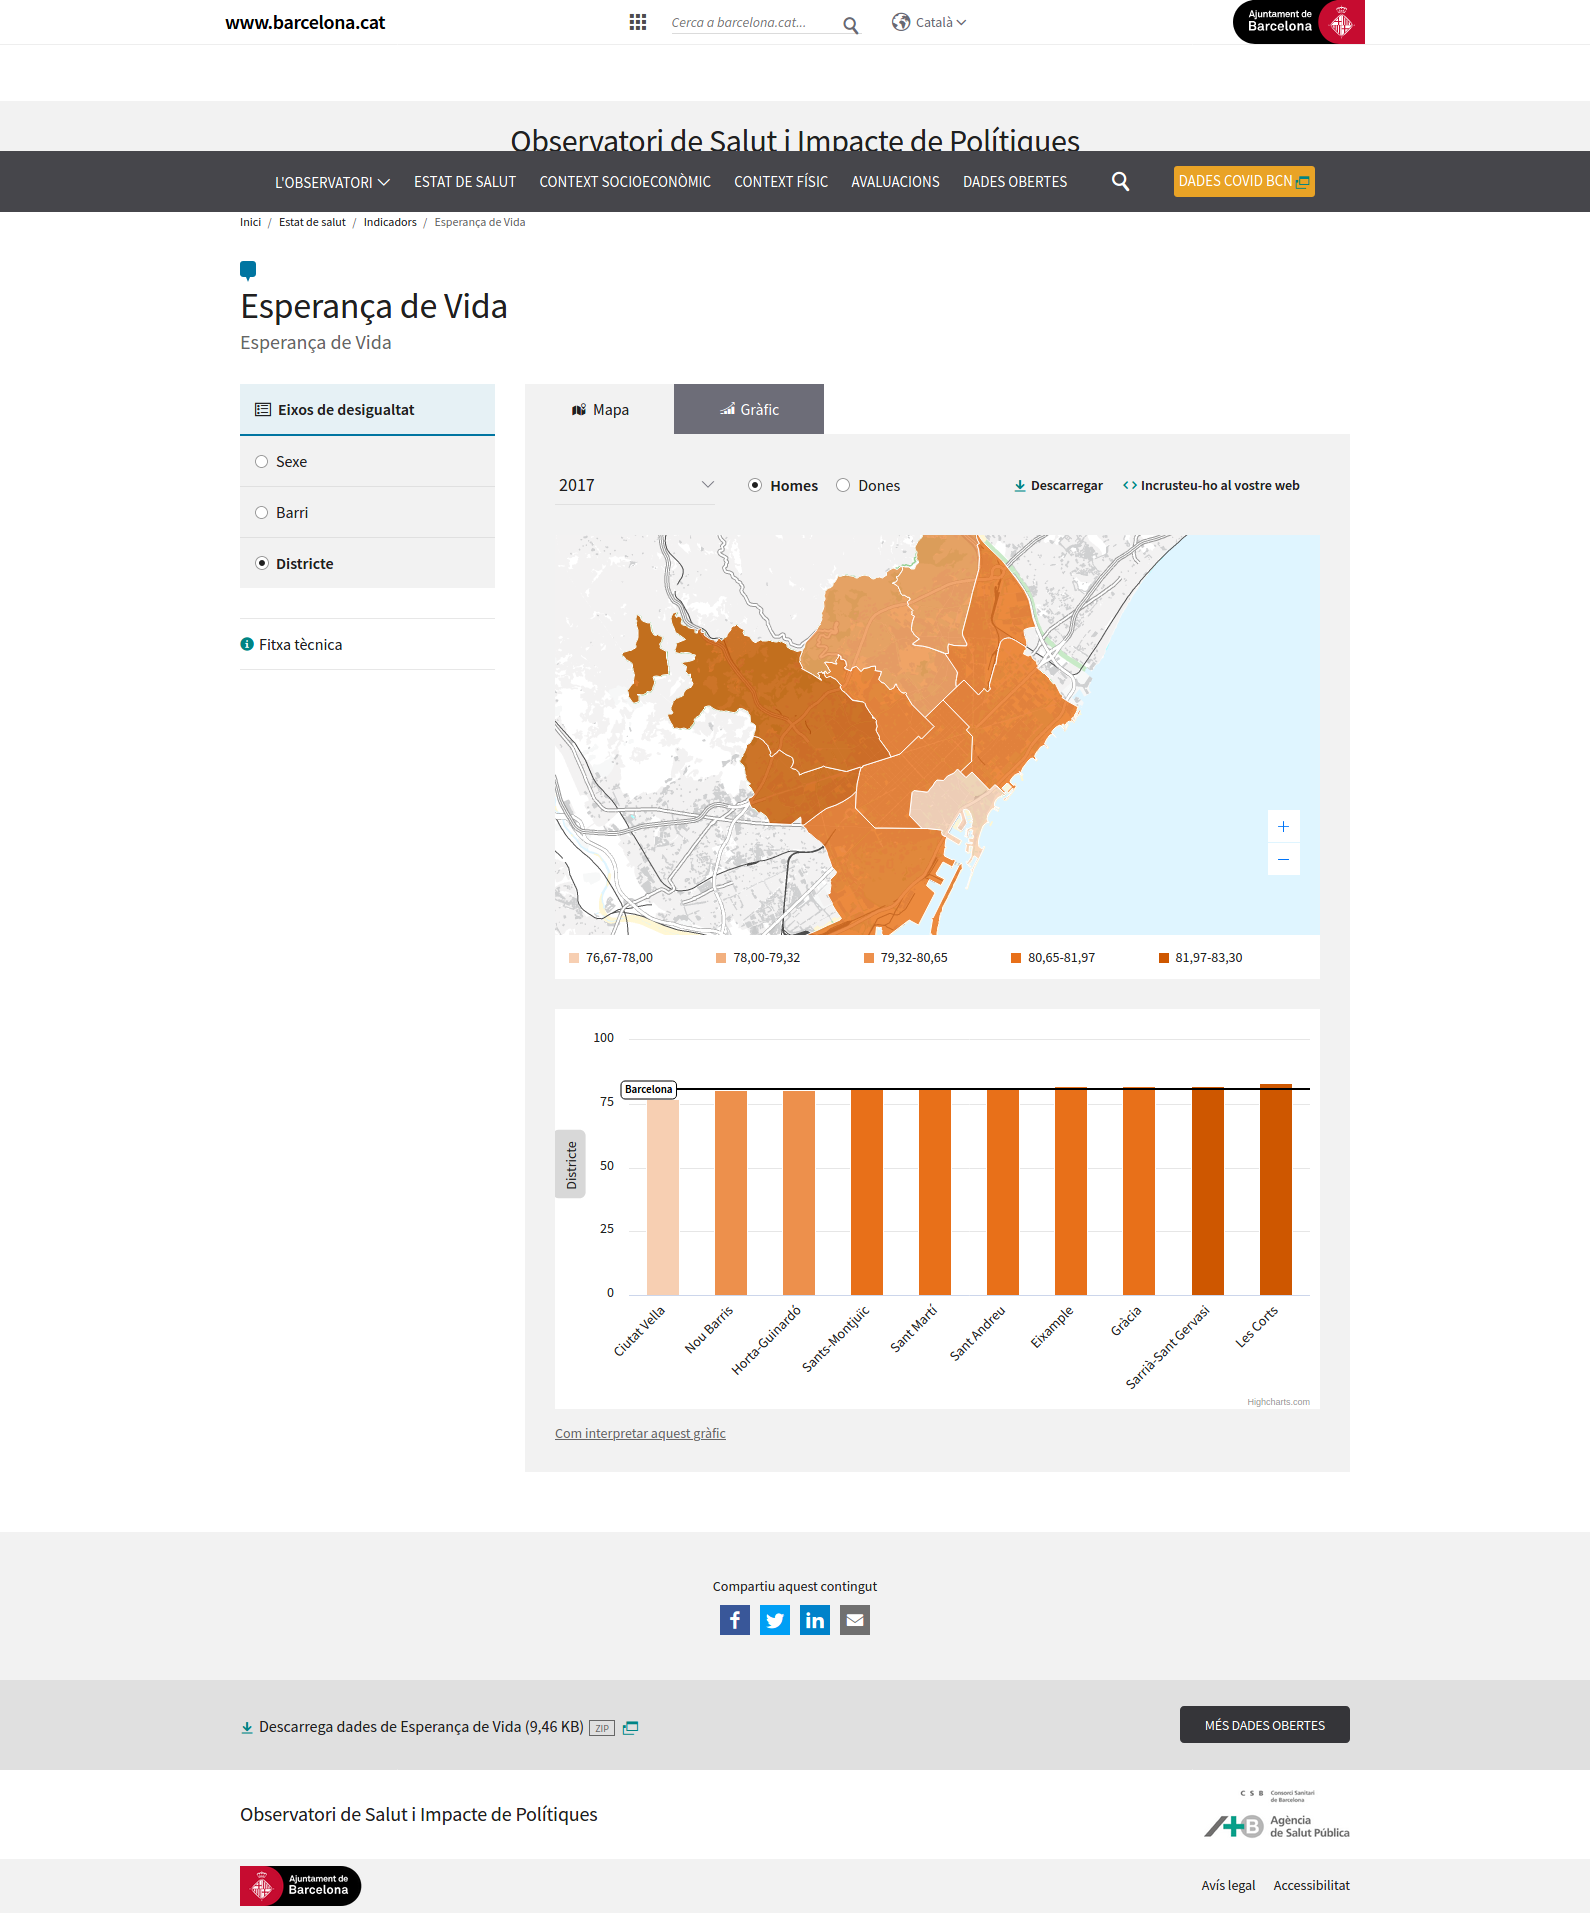 www.barcelona.cat
Cerca a barcelona.cat...
Català
Ajuntament de
Barcelona
Observatori de Salut i Impacte de Polítiques
L'OBSERVATORI
ESTAT DE SALUT
CONTEXT SOCIOECONÒMIC
CONTEXT FÍSIC
AVALUACIONS
DADES OBERTES
DADES COVID BCN
Inici / Estat de salut / Indicadors / Esperança de Vida
Esperança de Vida
Esperança de Vida
Eixos de desigualtat
Sexe
Barri
Districte
Fitxa tècnica
Mapa
Gràfic
2017
Homes
Dones
Descarregar
Incrusteu-ho al vostre web
+
−
76,67-78,00
78,00-79,32
79,32-80,65
80,65-81,97
81,97-83,30
100
75
50
25
0
Barcelona
Districte
Ciutat Vella
Nou Barris
Horta-Guinardó
Sants-Montjuïc
Sant Martí
Sant Andreu
Eixample
Gràcia
Sarrià-Sant Gervasi
Les Corts
Highcharts.com
Com interpretar aquest gràfic
Compartiu aquest contingut
Descarrega dades de Esperança de Vida (9,46 KB) ZIP
MÉS DADES OBERTES
Observatori de Salut i Impacte de Polítiques
C S B Consorci Sanitari
de Barcelona
B Agència
de Salut Pública
Ajuntament de
Barcelona
Avís legal
Accessibilitat